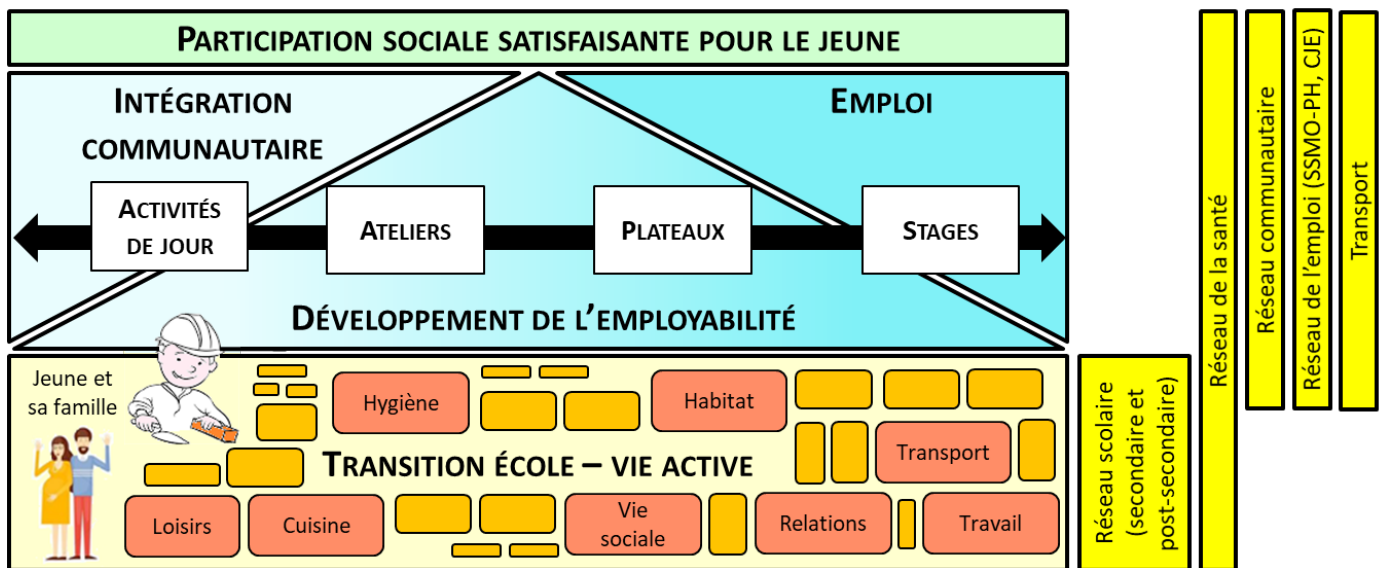 PARTICIPATION SOCIALE SATISFAISANTE POUR LE JEUNE
INTÉGRATION
COMMUNAUTAIRE
EMPLOI
ACTIVITÉS
DE JOUR
ATELIERS
PLATEAUX
STAGES
DÉVELOPPEMENT DE L'EMPLOYABILITÉ
Jeune et
sa famille
Hygiène
Habitat
Transport
TRANSITION ÉCOLE – VIE ACTIVE
Loisirs
Cuisine
Vie
sociale
Relations
Travail
Réseau scolaire
(secondaire et
post-secondaire)
Réseau de la santé
Réseau communautaire
Réseau de l'emploi (SSMO-PH, CJE)
Transport